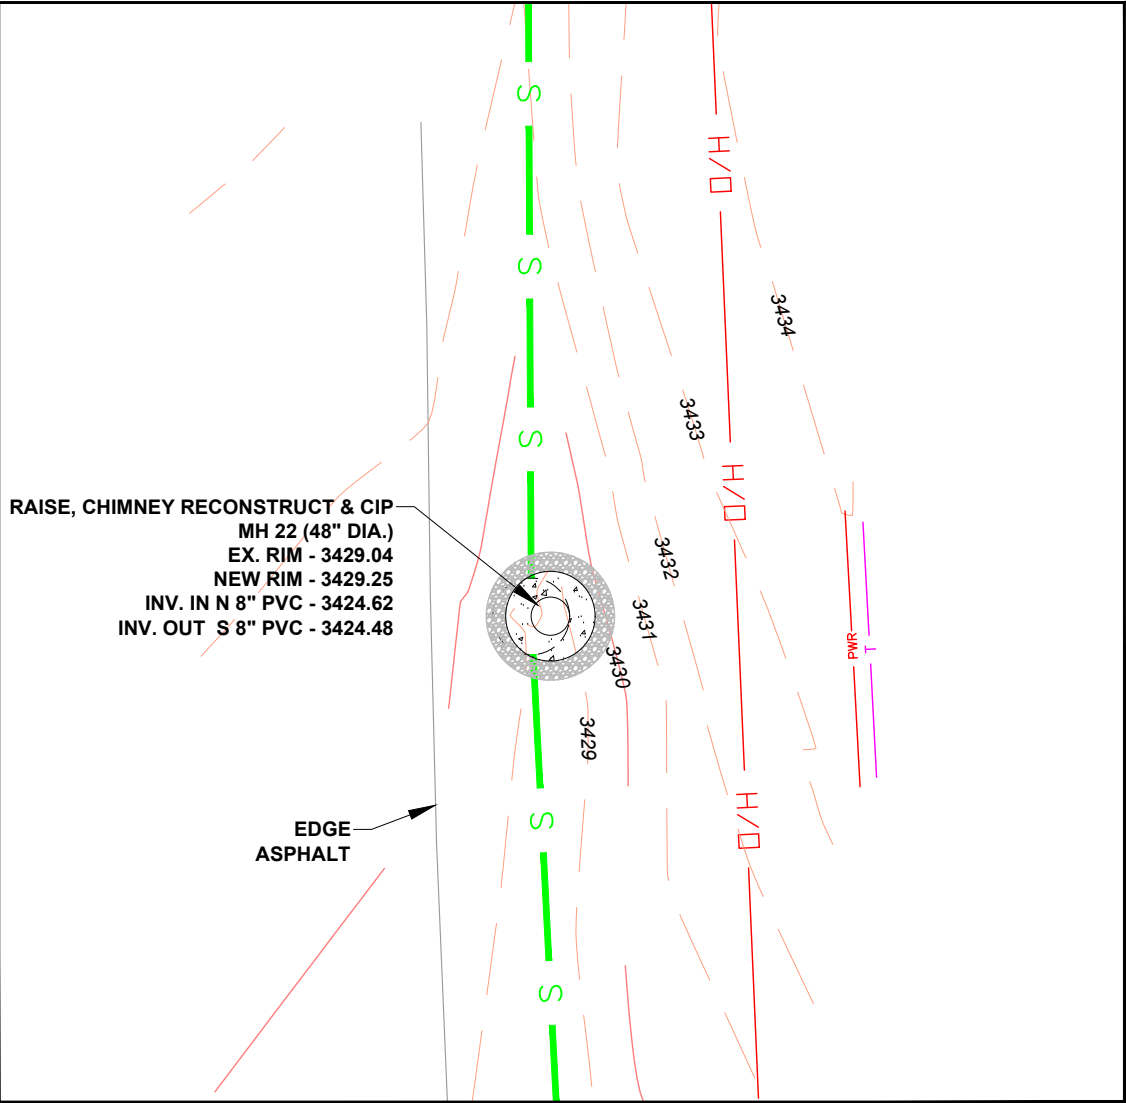 S
O/H
S
3434
3433
S
O/H
RAISE, CHIMNEY RECONSTRUCT & CIP
MH 22 (48" DIA.)
EX. RIM - 3429.04
NEW RIM - 3429.25
INV. IN N 8" PVC - 3424.62
INV. OUT S 8" PVC - 3424.48
3432
3431
3430
PWR
T
3429
S
O/H
EDGE
ASPHALT
S